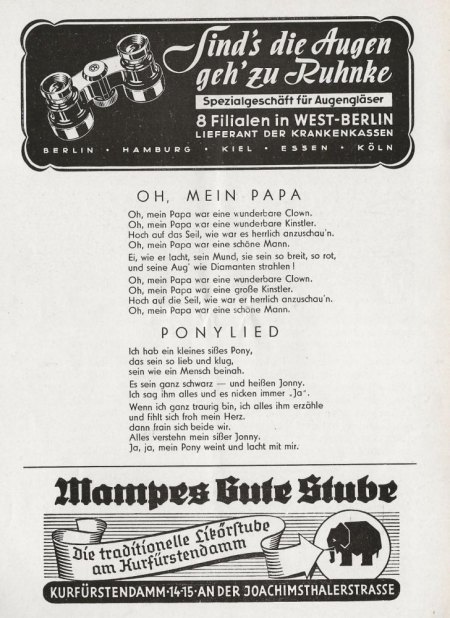 Sind's die Augen
geh' zu Ruhnke
Spezialgeschäft für Augengläser
8 Filialen in WEST-BERLIN
LIEFERANT DER KRANKENKASSEN
BERLIN · HAMBURG · KIEL · ESSEN · KÖLN
OH, MEIN PAPA
Oh, mein Papa war eine wunderbare Clown.
Oh, mein Papa war eine wunderbare Kinstler.
Hoch auf das Seil, wie war es herrlich anzuschau'n.
Oh, mein Papa war eine schöne Mann.
Ei, wie er lacht, sein Mund, sie sein so breit, so rot,
und seine Aug' wie Diamanten strahlen!
Oh, mein Papa war eine wunderbare Clown.
Oh, mein Papa war eine große Kinstler.
Hoch auf die Seil, wie war er herrlich anzuschau'n.
Oh, mein Papa war eine schöne Mann.
PONYLIED
Ich hab ein kleines sißes Pony,
das sein so lieb und klug,
sein wie ein Mensch beinah.
Es sein ganz schwarz — und heißen Jonny.
Ich sag ihm alles und es nicken immer „Ja".
Wenn ich ganz traurig bin, ich alles ihm erzähle
und fihlt sich froh mein Herz.
dann frain sich beide wir.
Alles verstehn mein sißer Jonny.
Ja, ja, mein Pony weint und lacht mit mir.
Mampes Gute Stube
Die traditionelle Likörstube
am Kurfürstendamm
KURFÜRSTENDAMM·14-15·AN DER JOACHIMSTHALERSTRASSE